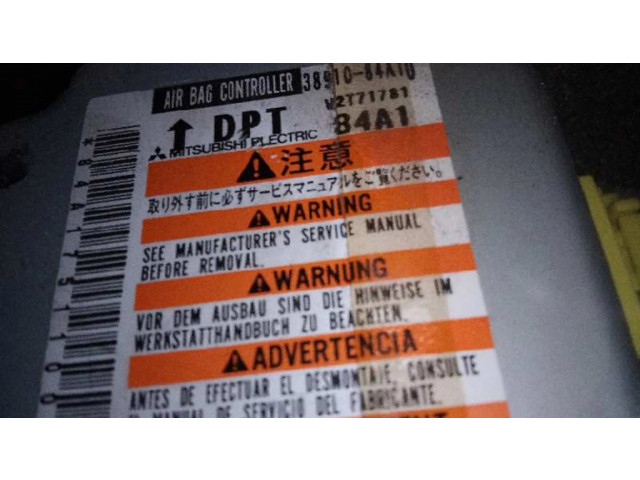 AIR BAG CONTROLLER 38910-84A10
W2T71781
↑ DPT 84A1
MITSUBISHI ELECTRIC
注意
取り外す前に必ずサービスマニュアルをご覧ください。
WARNING
SEE MANUFACTURER'S SERVICE MANUAL
BEFORE REMOVAL.
WARNUNG
VOR DEM AUSBAU SIND DIE HINWEISE IM
WERKSTATTHANDBUCH ZU BEACHTEN.
ADVERTENCIA
ANTES DE EFECTUAR EL DESMONTAJE, CONSULTE
EL MANUAL DE SERVICIO DEL FABRICANTE.
*84A1751100